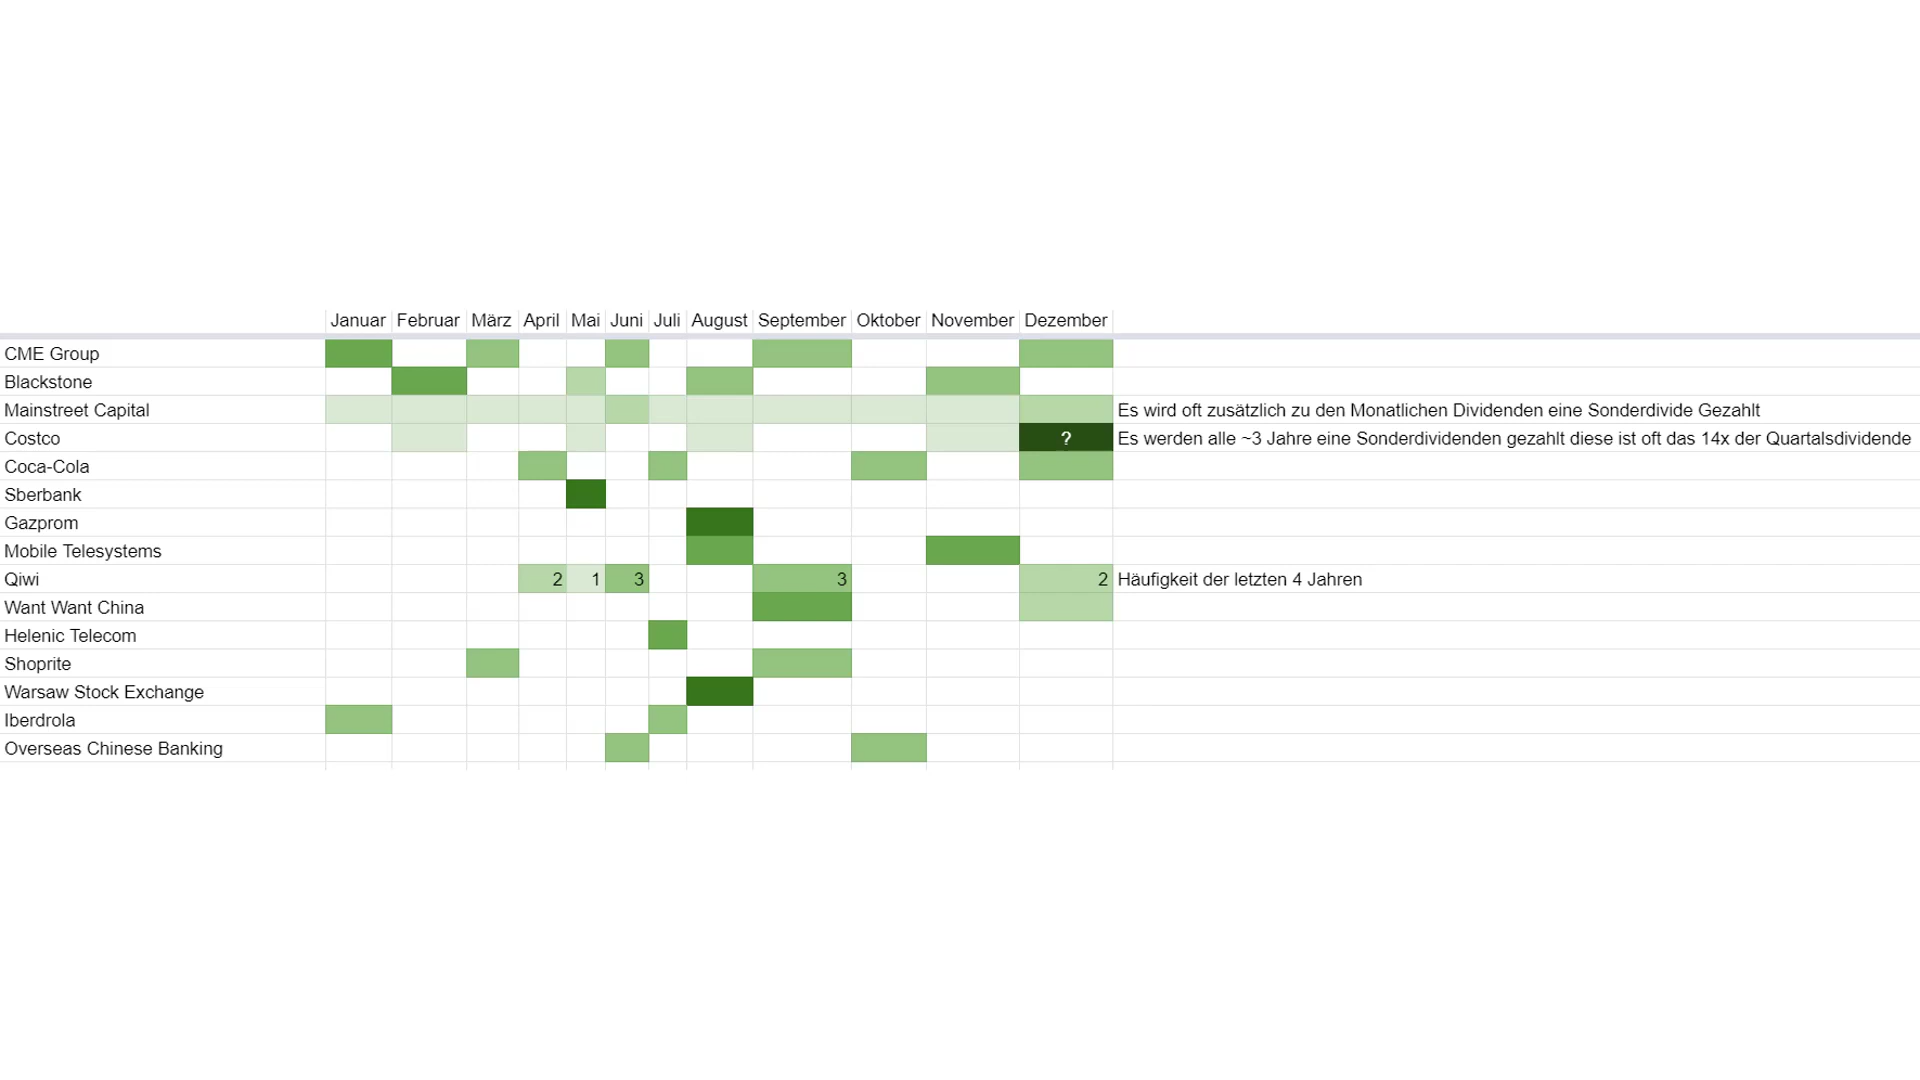 Januar Februar März April Mai Juni Juli August September Oktober November Dezember
CME Group
Blackstone
Mainstreet Capital Es wird oft zusätzlich zu den Monatlichen Dividenden eine Sonderdivide Gezahlt
Costco ? Es werden alle ~3 Jahre eine Sonderdividenden gezahlt diese ist oft das 14x der Quartalsdividende
Coca-Cola
Sberbank
Gazprom
Mobile Telesystems
Qiwi 2 1 3 3 2 Häufigkeit der letzten 4 Jahren
Want Want China
Helenic Telecom
Shoprite
Warsaw Stock Exchange
Iberdrola
Overseas Chinese Banking